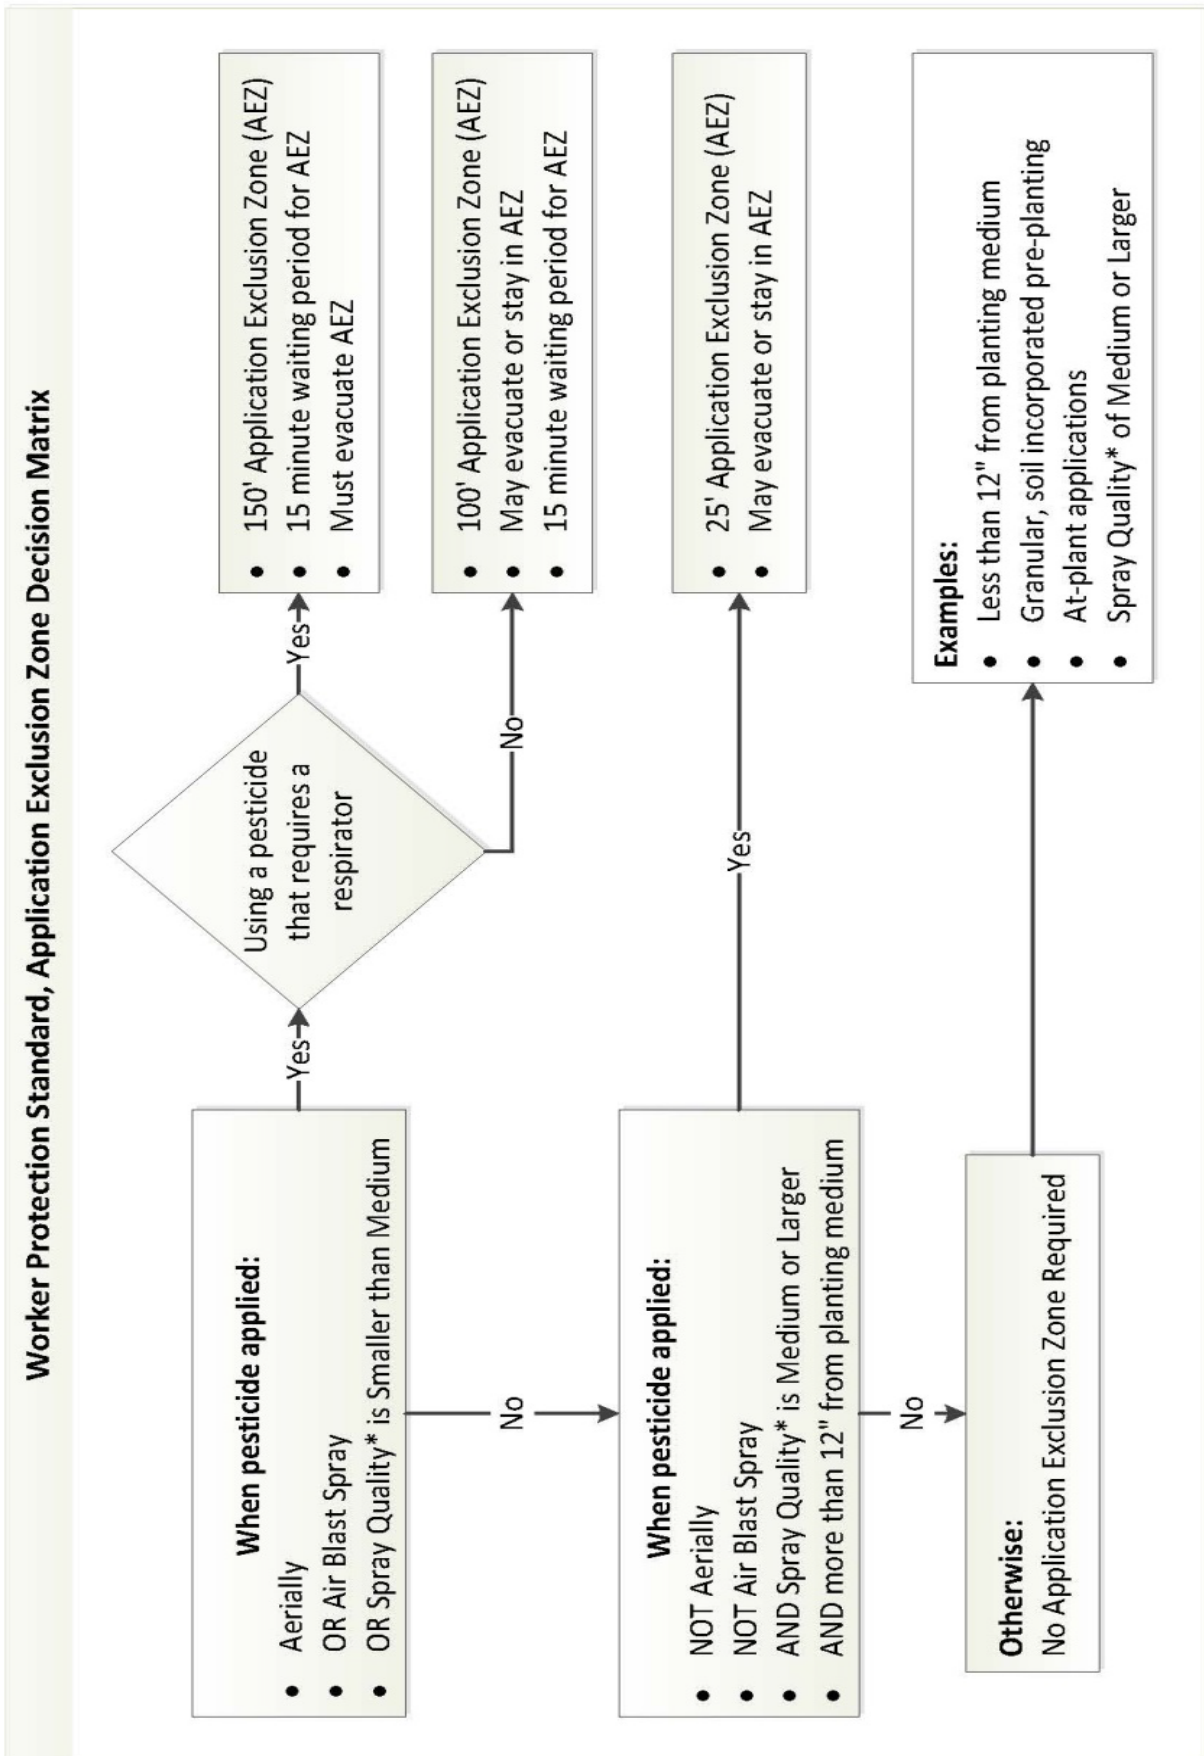 Worker Protection Standard, Application Exclusion Zone Decision Matrix
When pesticide applied:
• Aerially
• OR Air Blast Spray
• OR Spray Quality* is Smaller than Medium
Yes
Using a pesticide
that requires a
respirator
Yes
• 150' Application Exclusion Zone (AEZ)
• 15 minute waiting period for AEZ
• Must evacuate AEZ
No
• 100' Application Exclusion Zone (AEZ)
• May evacuate or stay in AEZ
• 15 minute waiting period for AEZ
No
When pesticide applied:
• NOT Aerially
• NOT Air Blast Spray
• AND Spray Quality* is Medium or Larger
• AND more than 12" from planting medium
Yes
• 25' Application Exclusion Zone (AEZ)
• May evacuate or stay in AEZ
No
Otherwise:
No Application Exclusion Zone Required
Examples:
• Less than 12" from planting medium
• Granular, soil incorporated pre-planting
• At-plant applications
• Spray Quality* of Medium or Larger